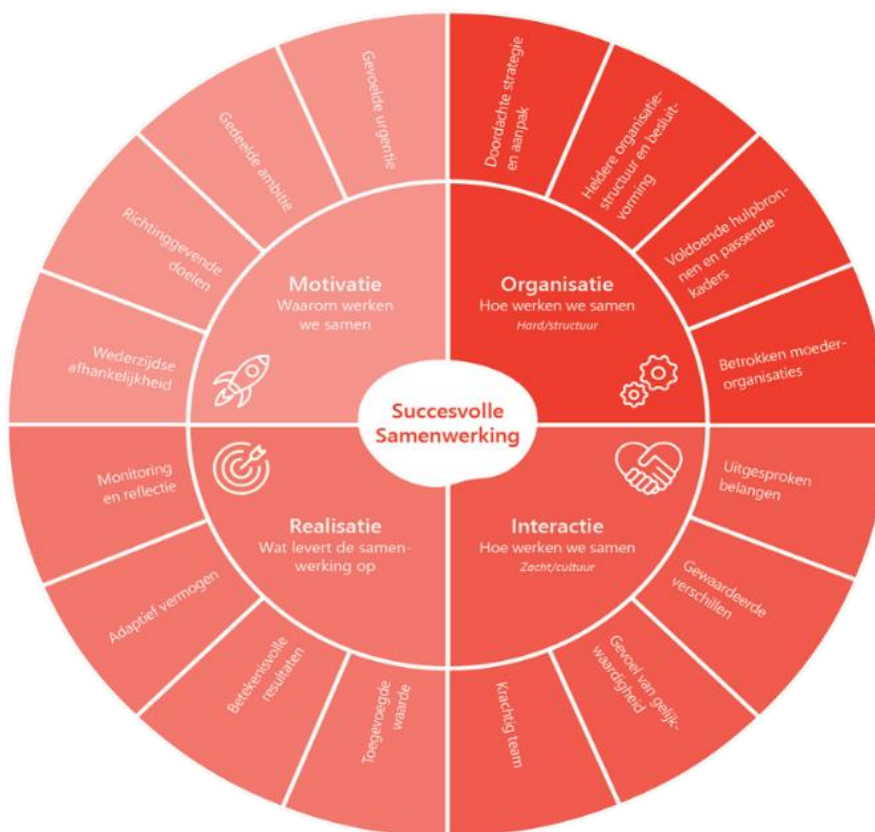 Gevoelde urgentie
Gedeelde ambitie
Richtinggevende
doelen
Wederzijdse
afhankelijkheid
Motivatie
Waarom werken
we samen
Doordachte strategie
en aanpak
Heldere organisatie-
structuur en besluit-
vorming
Voldoende hulpbron-
nen en passende
kaders
Betrokken moeder-
organisaties
Organisatie
Hoe werken we samen
Hard/structuur
Succesvolle
Samenwerking
Monitoring
en reflectie
Adaptief vermogen
Betekenisvolle
resultaten
Toegevoegde
waarde
Realisatie
Wat levert de samen-
werking op
Interactie
Hoe werken we samen
Zacht/cultuur
Uitgesproken
belangen
Gewaardeerde
verschillen
Gevoel van gelijk-
waardigheid
Krachtig team